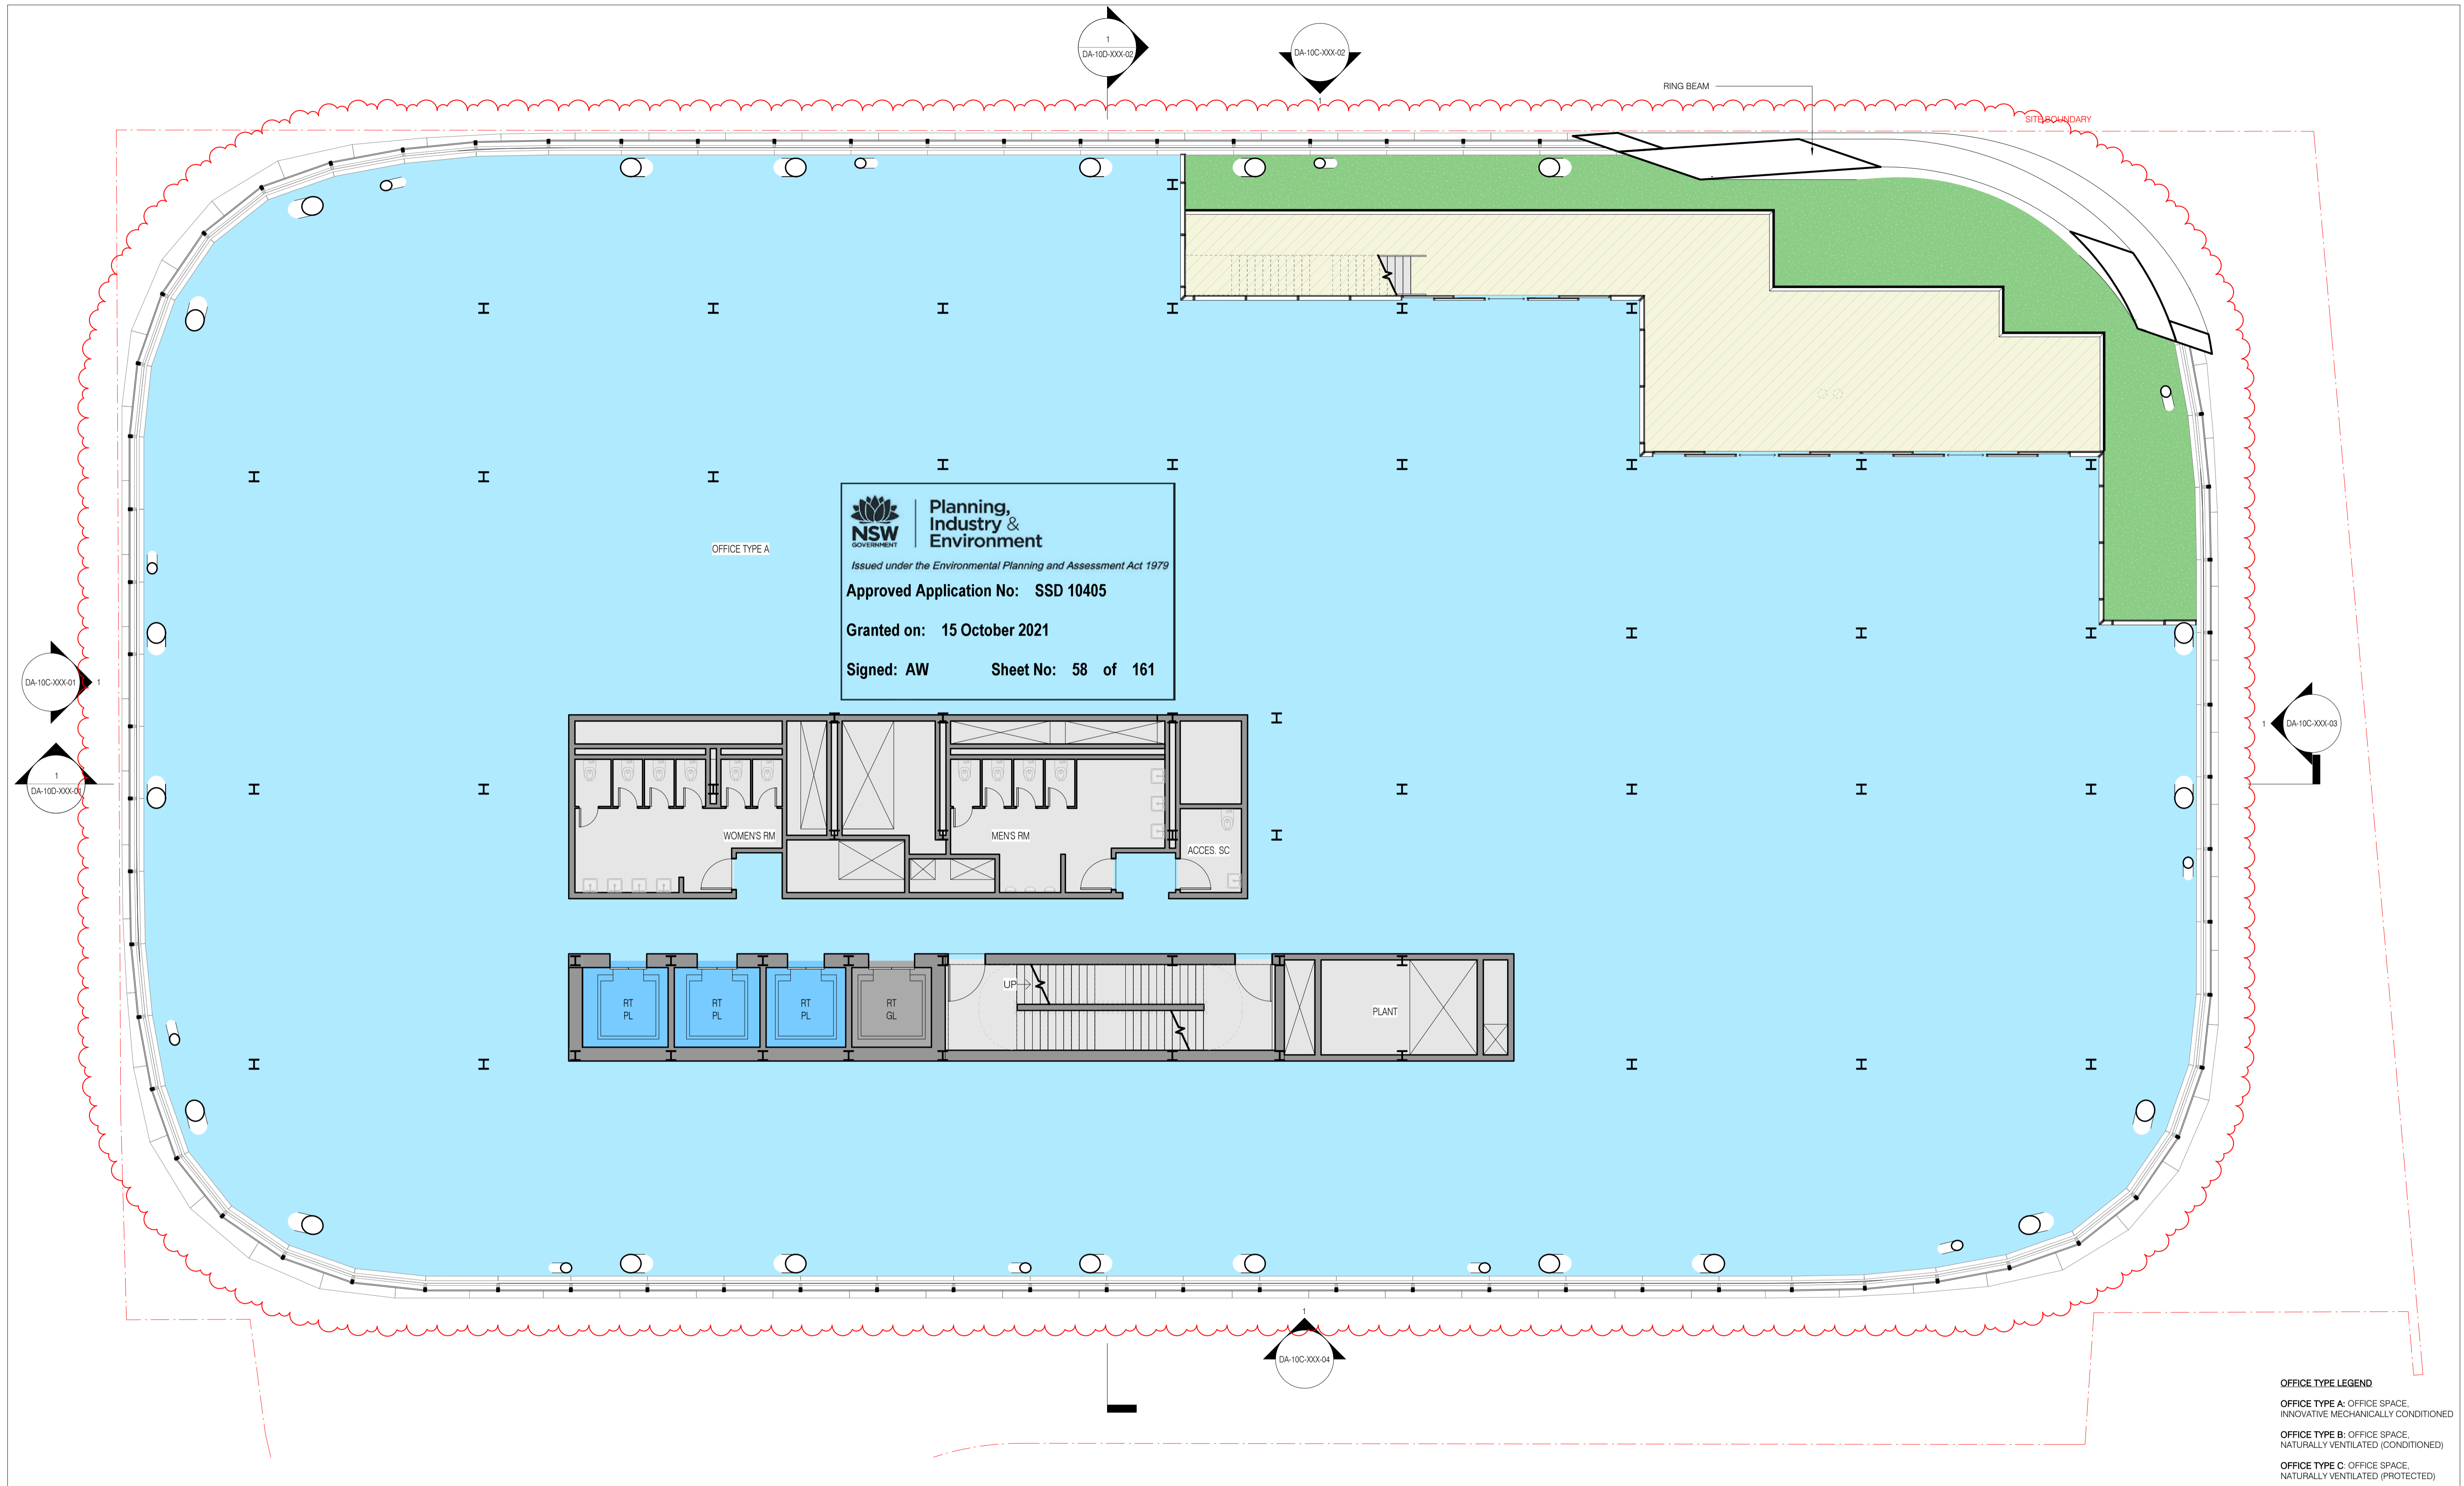 1
DA-10D-XXX-02
DA-10C-XXX-02
1
RING BEAM
SITE BOUNDARY
OFFICE TYPE A
NSW
GOVERNMENT
Planning,
Industry &
Environment
Issued under the Environmental Planning and Assessment Act 1979
Approved Application No: SSD 10405
Granted on: 15 October 2021
Signed: AW Sheet No: 58 of 161
DA-10C-XXX-01
1
1
DA-10C-XXX-03
1
DA-10D-XXX-01
WOMEN'S RM
MEN'S RM
ACCES. SC
RT
PL
RT
PL
RT
PL
RT
GL
UP
PLANT
1
DA-10C-XXX-04
OFFICE TYPE LEGEND
OFFICE TYPE A: OFFICE SPACE,
INNOVATIVE MECHANICALLY CONDITIONED
OFFICE TYPE B: OFFICE SPACE,
NATURALLY VENTILATED (CONDITIONED)
OFFICE TYPE C: OFFICE SPACE,
NATURALLY VENTILATED (PROTECTED)